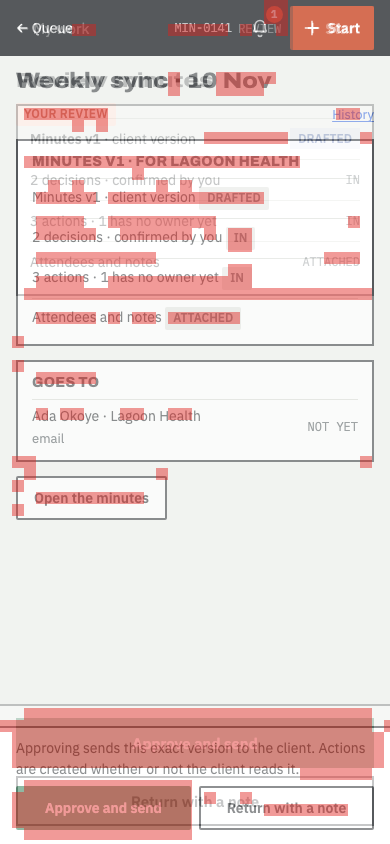 ← Queue
MIN-0141 REVIEW
1
+ Start
Weekly sync · 10 Nov
YOUR REVIEW
History
Minutes v1 · client version DRAFTED
MINUTES V1 · FOR LAGOON HEALTH
2 decisions · confirmed by you IN
Minutes v1 · client version DRAFTED
3 actions · 1 has no owner yet IN
2 decisions · confirmed by you IN
Attendees and notes ATTACHED
3 actions · 1 has no owner yet IN
Attendees and notes ATTACHED
GOES TO
Ada Okoye · Lagoon Health
email
NOT YET
Open the minutes
Approve and send
Approving sends this exact version to the client. Actions
are created whether or not the client reads it.
Return with a note
Approve and send
Return with a note